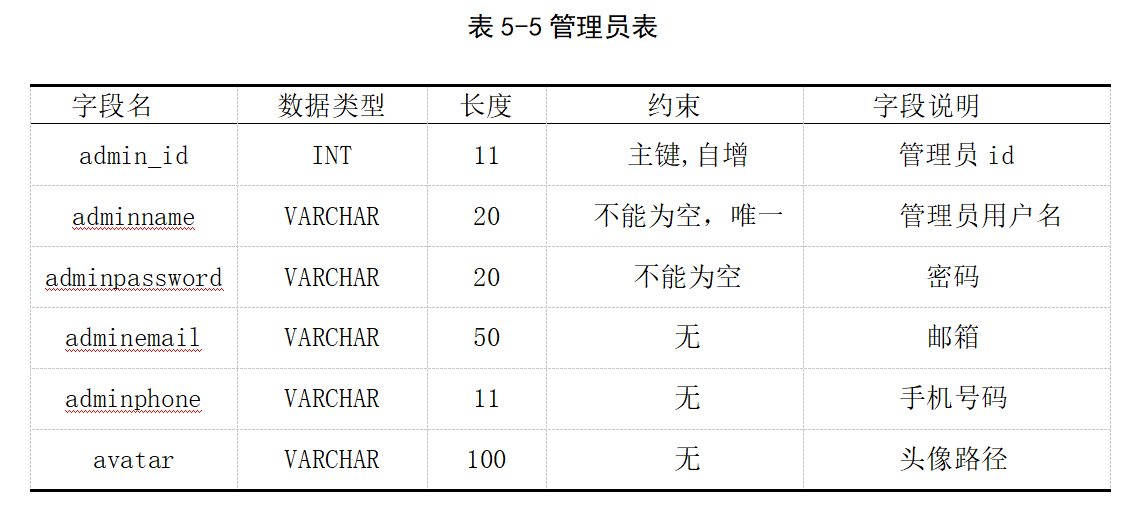 表 5-5 管理员表
字段名 数据类型 长度 约束 字段说明
admin_id INT 11 主键,自增 管理员 id
adminname VARCHAR 20 不能为空，唯一 管理员用户名
adminpassword VARCHAR 20 不能为空 密码
adminemail VARCHAR 50 无 邮箱
adminphone VARCHAR 11 无 手机号码
avatar VARCHAR 100 无 头像路径